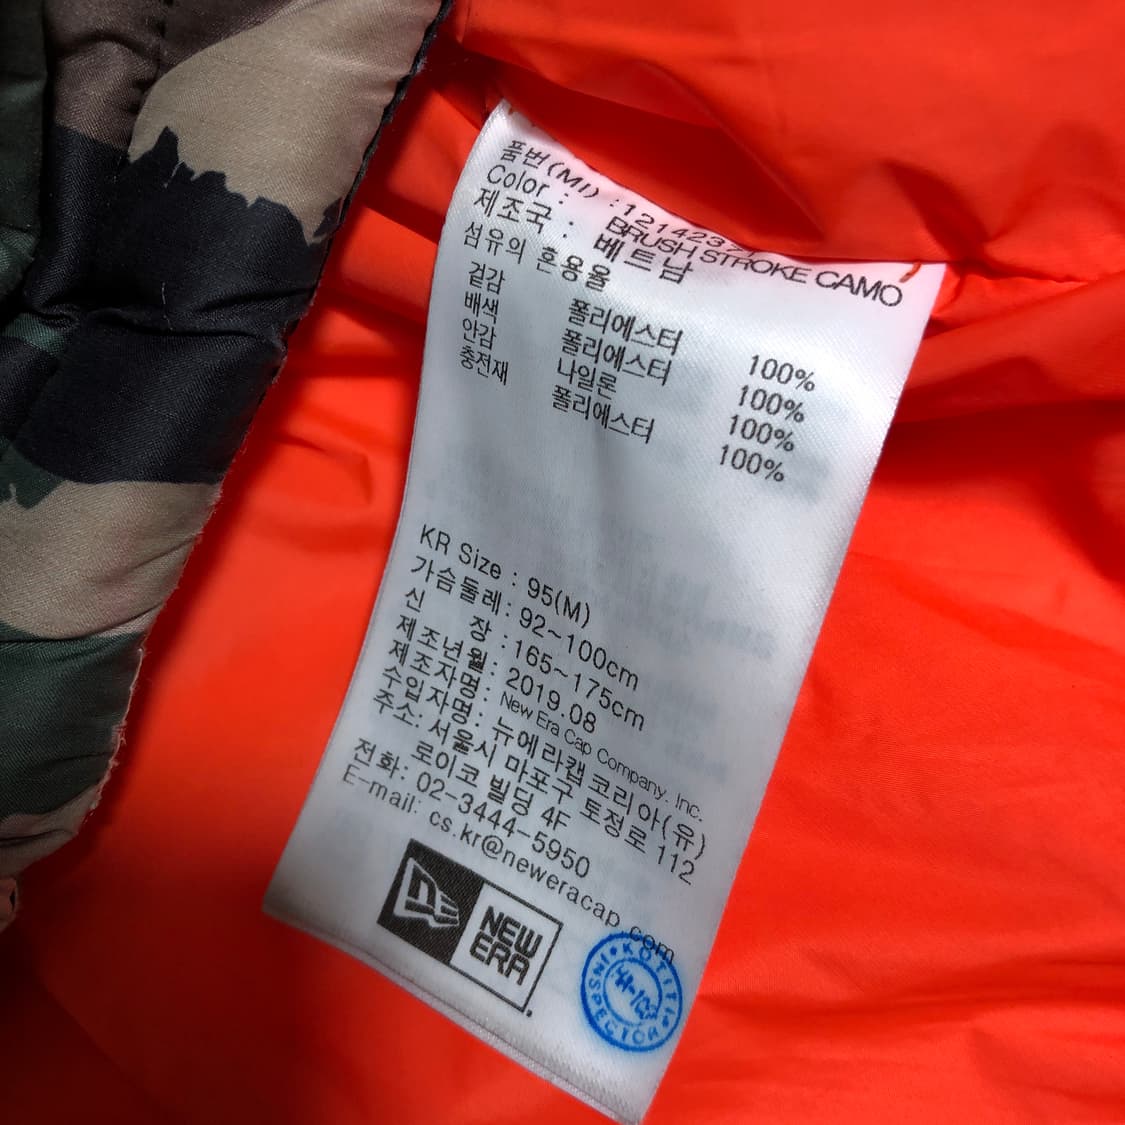 품번(MI) :
Color : BRUSH STROKE CAMO
제조국 : 베트남
섬유의 혼용율
겉감 폴리에스터 100%
배색 폴리에스터 100%
안감 나일론 100%
충전재 폴리에스터 100%
KR Size : 95(M)
가슴둘레 : 92~100cm
신 장 : 165~175cm
제조년월 : 2019.08
제조자명 : New Era Cap Company. Inc.
수입자명 : 뉴에라캡코리아(유)
주소: 서울시 마포구 토정로 112
로이코 빌딩 4F
전화: 02-3444-5950
E-mail: cs.kr@neweracap.com
NEW ERA
KOTITI INSPECTOR